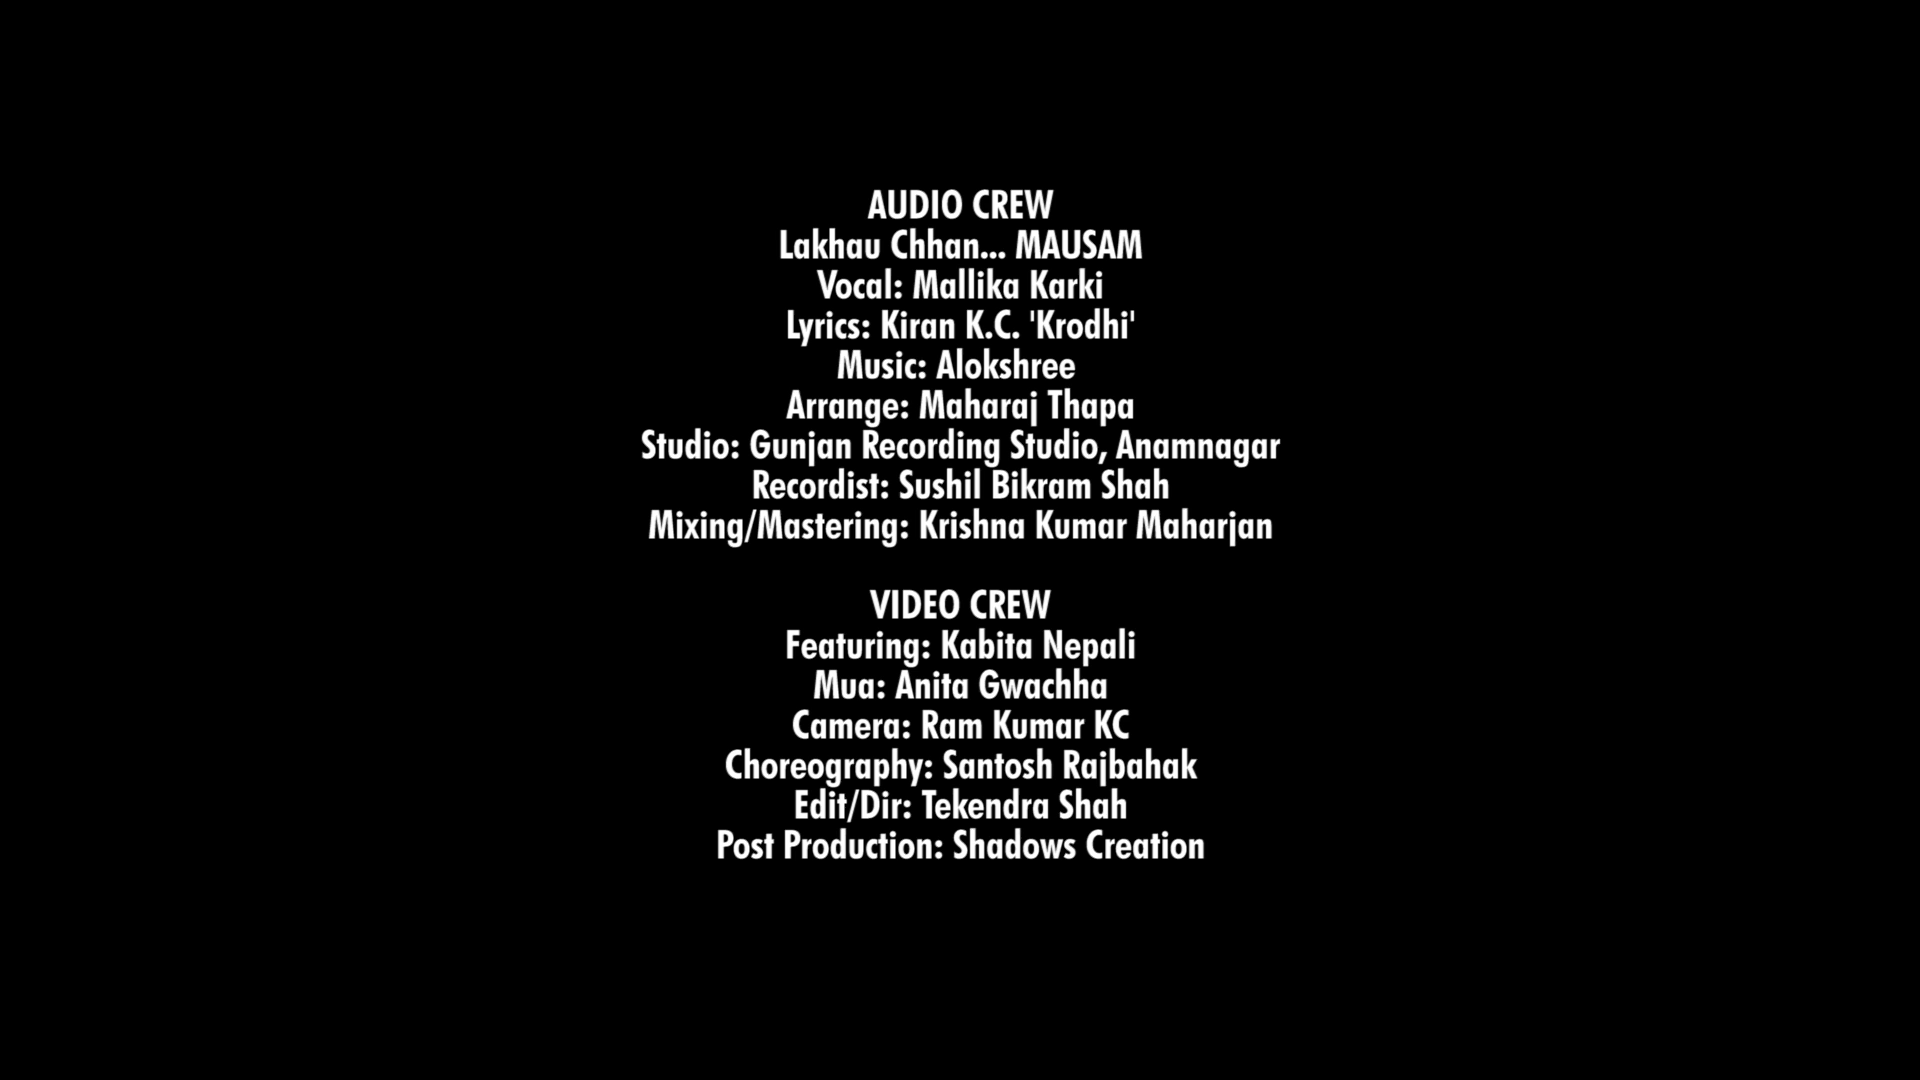 AUDIO CREW
Lakhau Chhan... MAUSAM
Vocal: Mallika Karki
Lyrics: Kiran K.C. 'Krodhi'
Music: Alokshree
Arrange: Maharaj Thapa
Studio: Gunjan Recording Studio, Anamnagar
Recordist: Sushil Bikram Shah
Mixing/Mastering: Krishna Kumar Maharjan
VIDEO CREW
Featuring: Kabita Nepali
Mua: Anita Gwachha
Camera: Ram Kumar KC
Choreography: Santosh Rajbahak
Edit/Dir: Tekendra Shah
Post Production: Shadows Creation